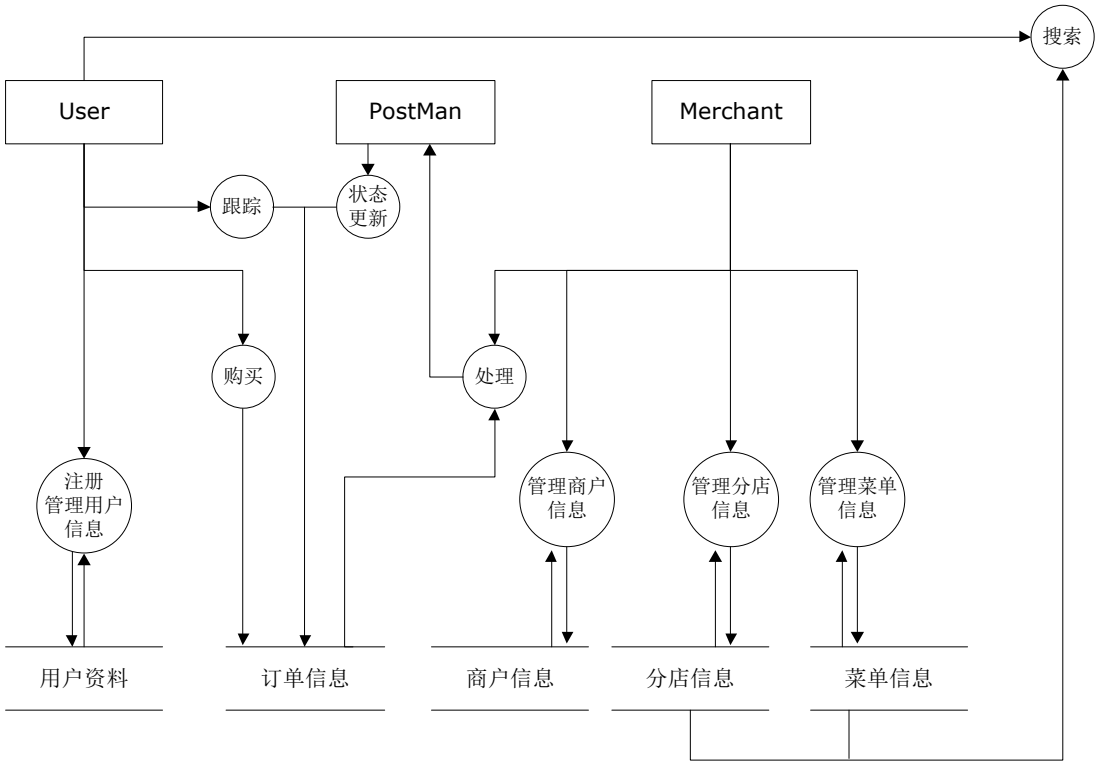 搜索
User
PostMan
Merchant
跟踪
状态
更新
购买
处理
注册
管理用户
信息
管理商户
信息
管理分店
信息
管理菜单
信息
用户资料
订单信息
商户信息
分店信息
菜单信息